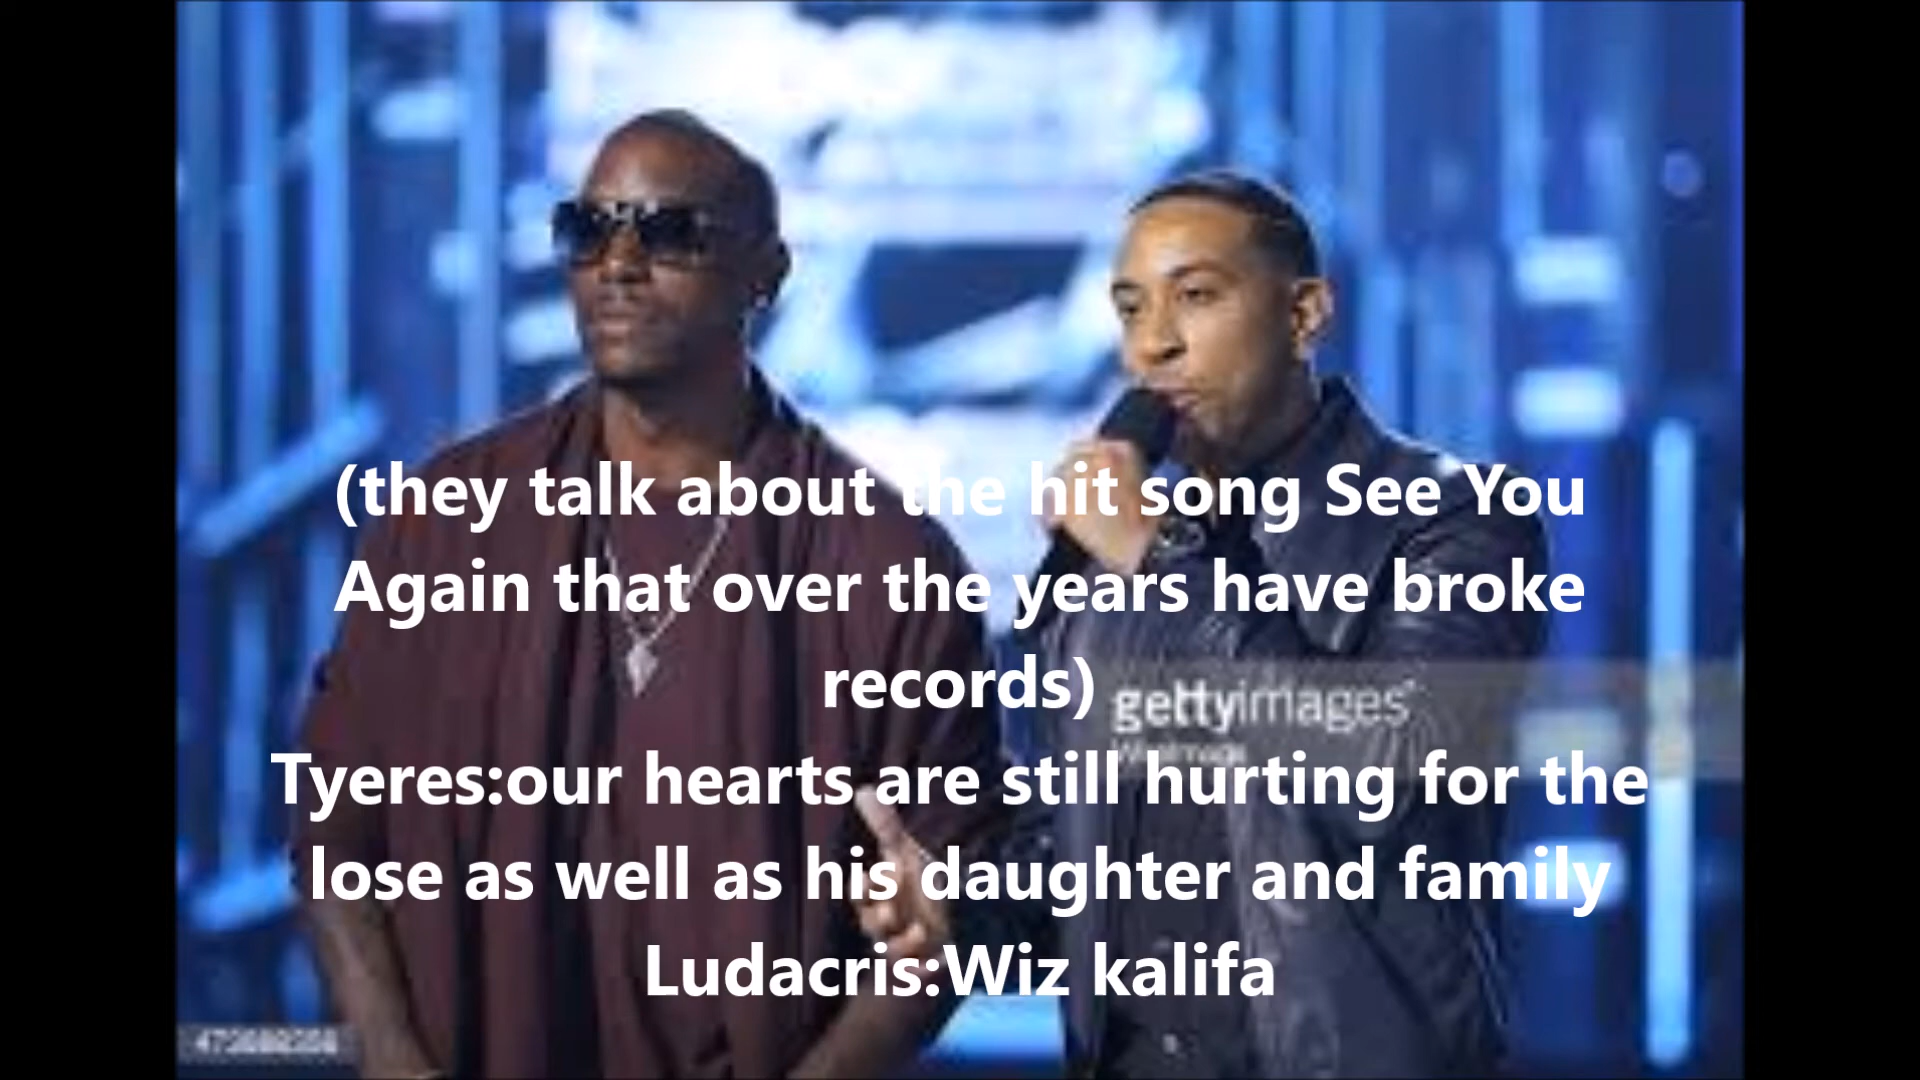 (they talk about the hit song See You
Again that over the years have broke
records)
gettyimages
Tyeres:our hearts are still hurting for the
lose as well as his daughter and family
Ludacris:Wiz kalifa